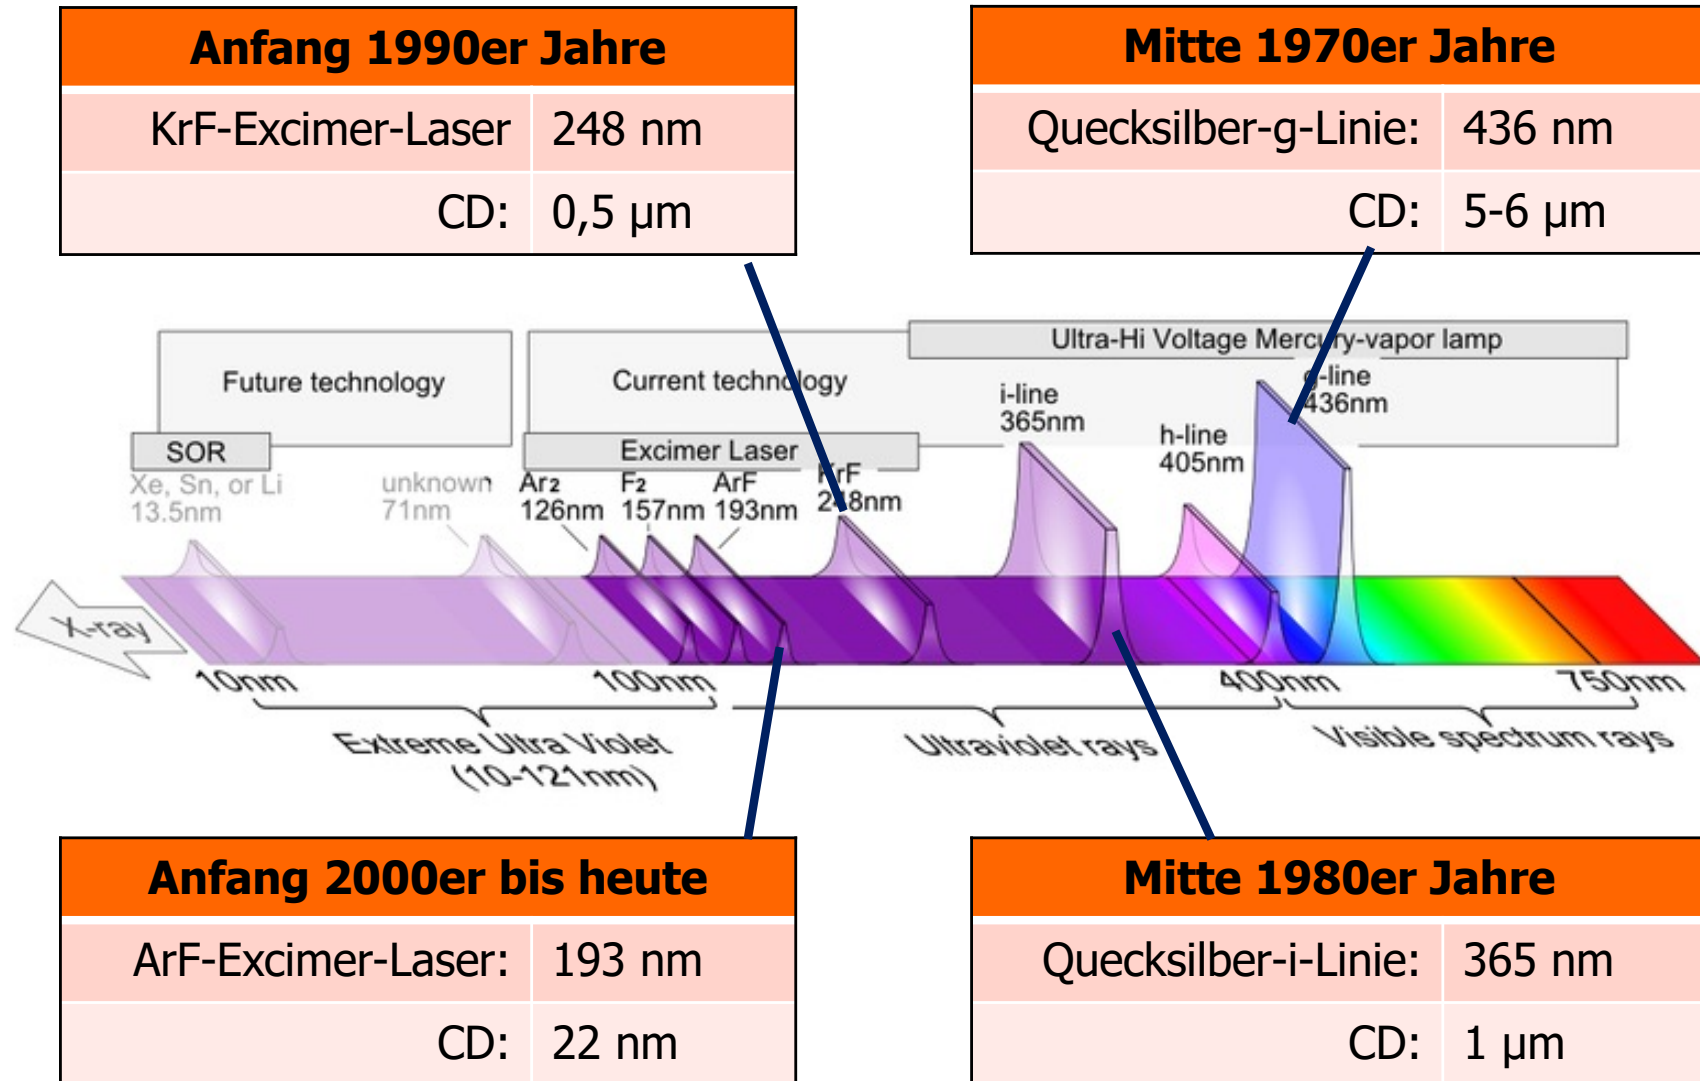 Anfang 1990er Jahre
KrF-Excimer-Laser 248 nm
CD: 0,5 µm
Mitte 1970er Jahre
Quecksilber-g-Linie: 436 nm
CD: 5-6 µm
Ultra-Hi Voltage Mercury-vapor lamp
Future technology
Current technology
g-line
436nm
i-line
365nm
h-line
405nm
SOR
Excimer Laser
Xe, Sn, or Li
13.5nm
unknown
71nm
Ar2
126nm
F2
157nm
ArF
193nm
KrF
248nm
X-ray
10nm
100nm
400nm
750nm
Extreme Ultra Violet
(10-121nm)
Ultraviolet rays
Visible spectrum rays
Anfang 2000er bis heute
ArF-Excimer-Laser: 193 nm
CD: 22 nm
Mitte 1980er Jahre
Quecksilber-i-Linie: 365 nm
CD: 1 µm